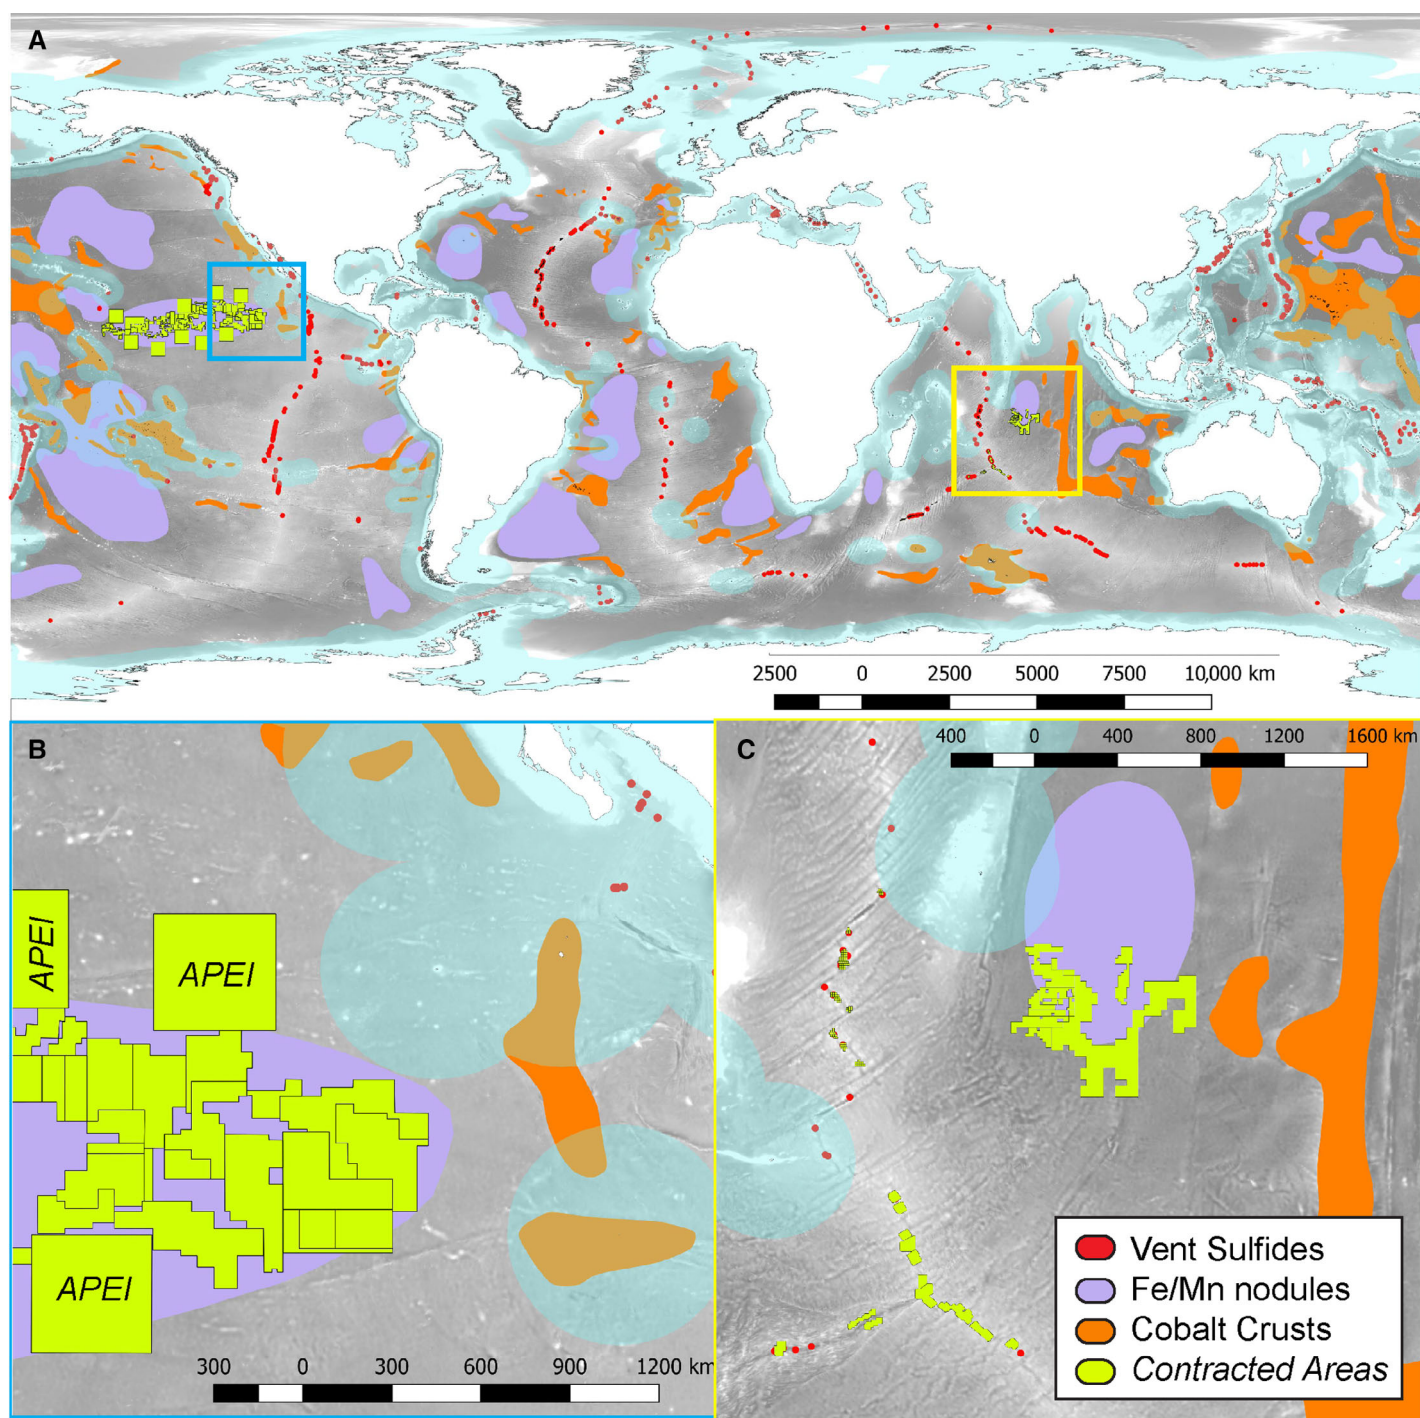 A
2500 0 2500 5000 7500 10,000 km
B
C
400 0 400 800 1200 1600 km
APEI
APEI
APEI
300 0 300 600 900 1200 km
Vent Sulfides
Fe/Mn nodules
Cobalt Crusts
Contracted Areas